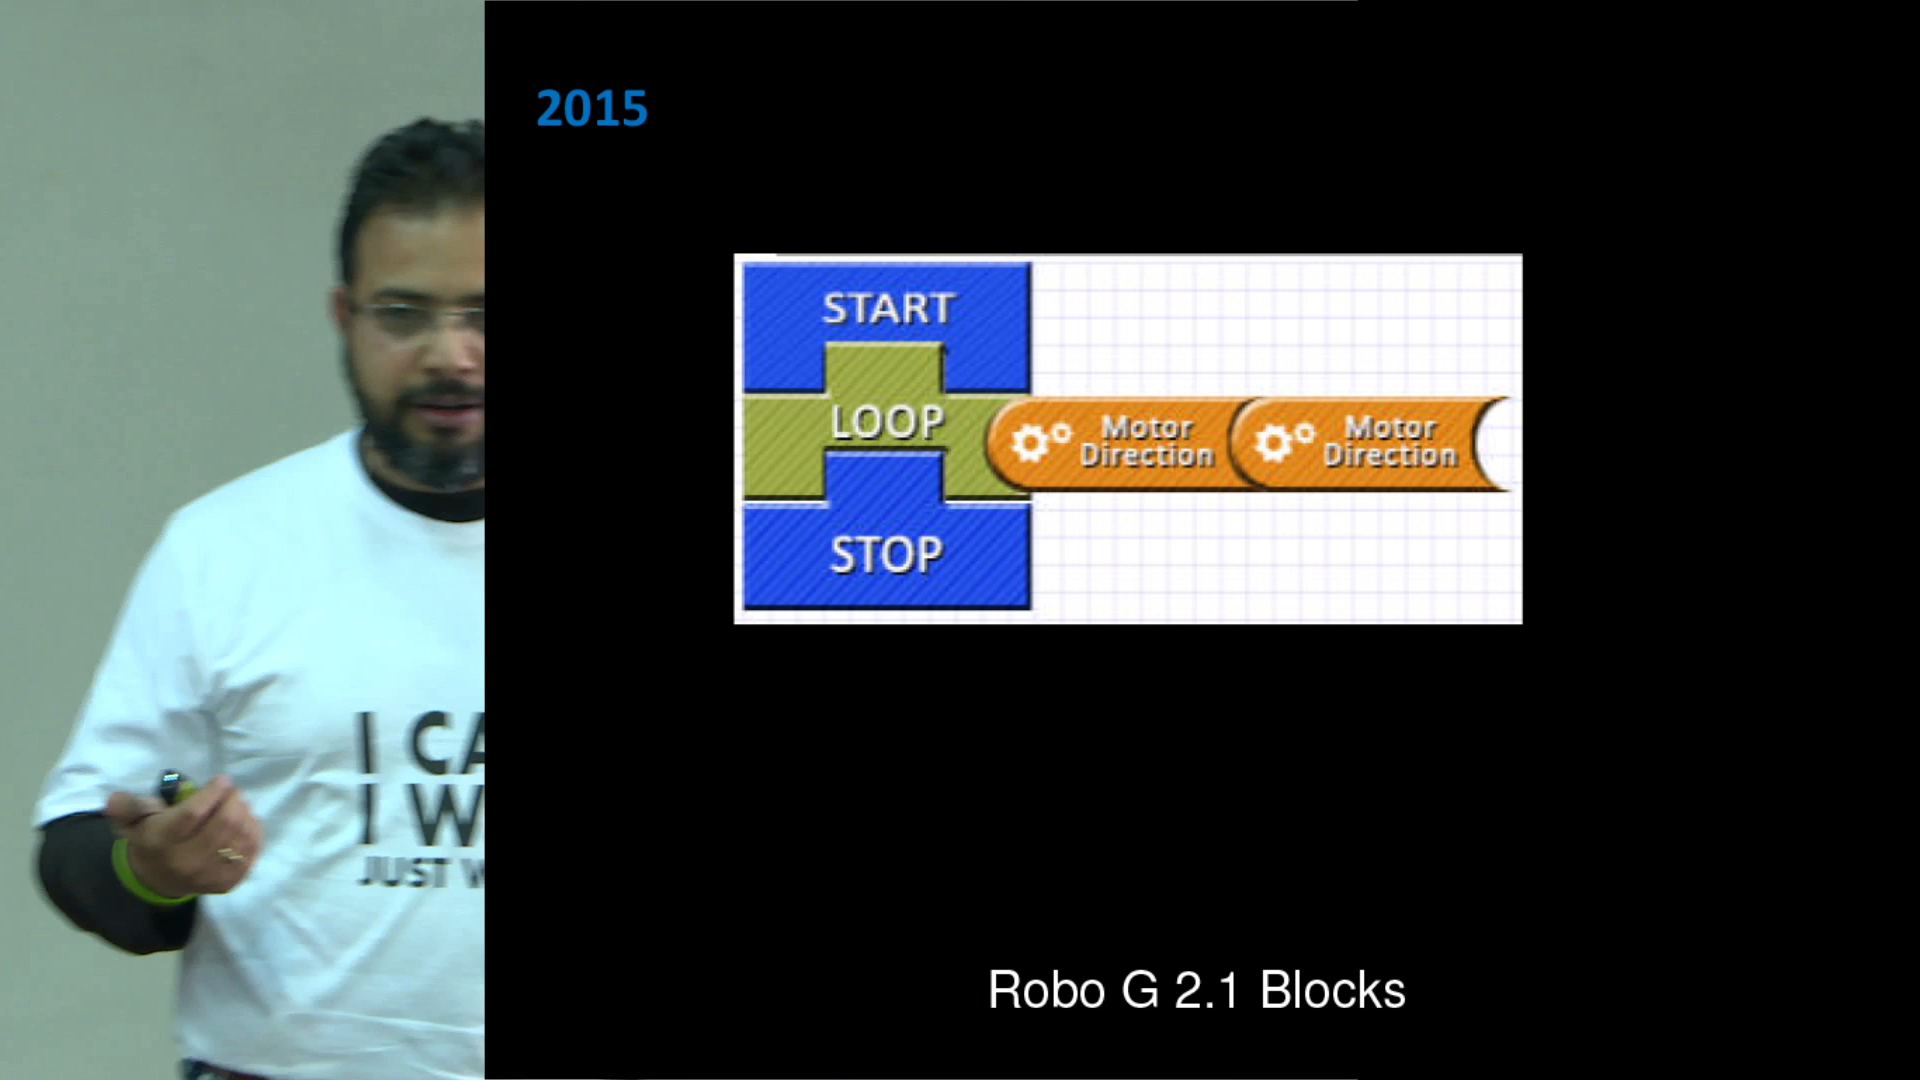 2015
START
LOOP
Motor
Direction
Motor
Direction
STOP
I CA
I W
JUST W
Robo G 2.1 Blocks